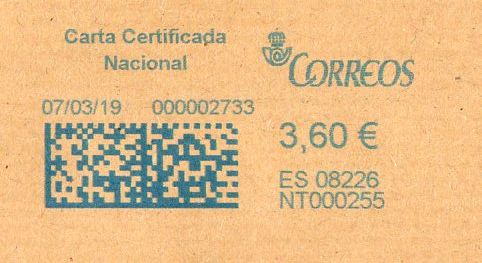 Carta Certificada
Nacional
CORREOS
07/03/19 000002733
3,60 €
ES 08226
NT000255